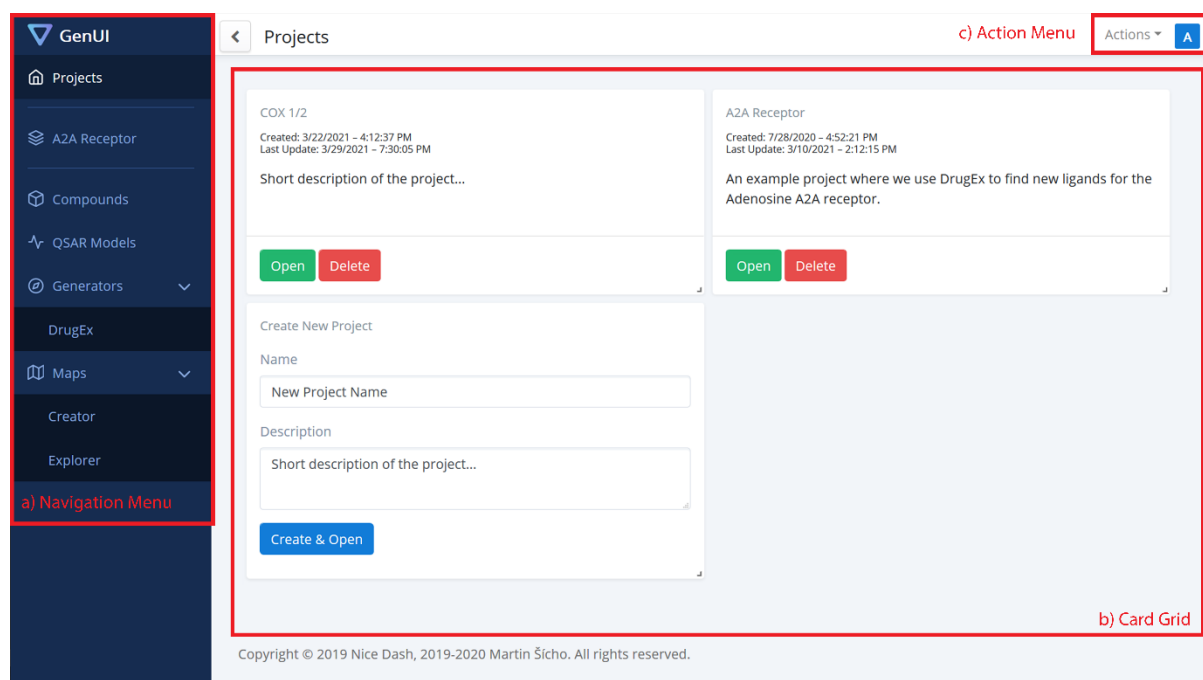 GenUI
Projects
A2A Receptor
Compounds
QSAR Models
Generators
DrugEx
Maps
Creator
Explorer
a) Navigation Menu
Projects
c) Action Menu
Actions
A
COX 1/2
Created: 3/22/2021 – 4:12:37 PM
Last Update: 3/29/2021 – 7:30:05 PM
Short description of the project...
Open Delete
A2A Receptor
Created: 7/28/2020 – 4:52:21 PM
Last Update: 3/10/2021 – 2:12:15 PM
An example project where we use DrugEx to find new ligands for the
Adenosine A2A receptor.
Open Delete
Create New Project
Name
New Project Name
Description
Short description of the project...
Create & Open
b) Card Grid
Copyright © 2019 Nice Dash, 2019-2020 Martin Šícho. All rights reserved.